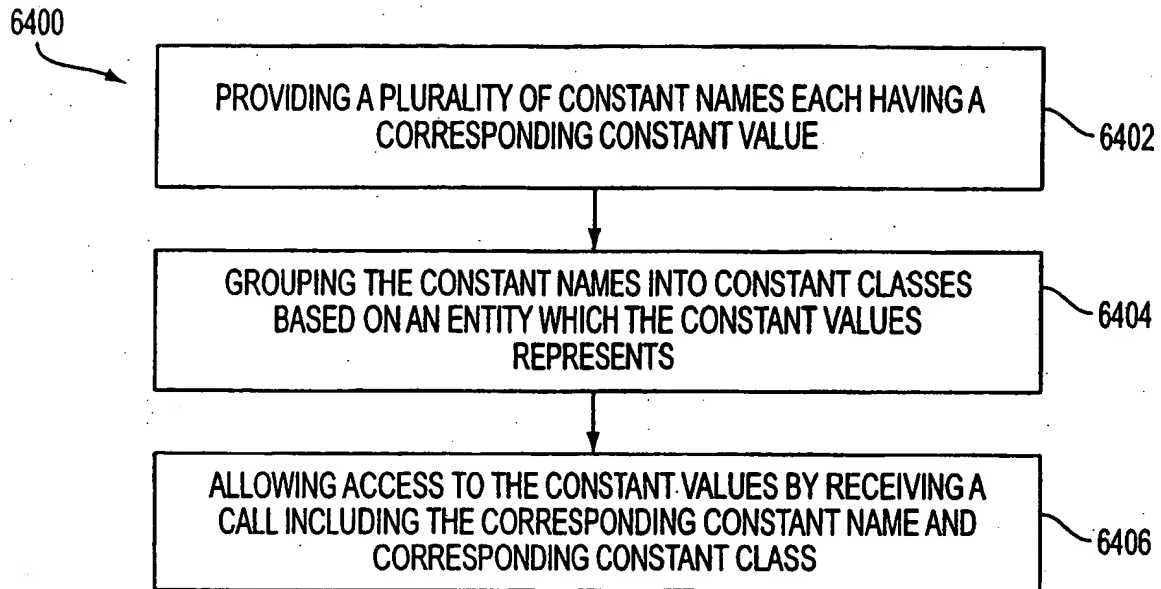 6400
PROVIDING A PLURALITY OF CONSTANT NAMES EACH HAVING A
CORRESPONDING CONSTANT VALUE
6402
GROUPING THE CONSTANT NAMES INTO CONSTANT CLASSES
BASED ON AN ENTITY WHICH THE CONSTANT VALUES
REPRESENTS
6404
ALLOWING ACCESS TO THE CONSTANT VALUES BY RECEIVING A
CALL INCLUDING THE CORRESPONDING CONSTANT NAME AND
CORRESPONDING CONSTANT CLASS
6406